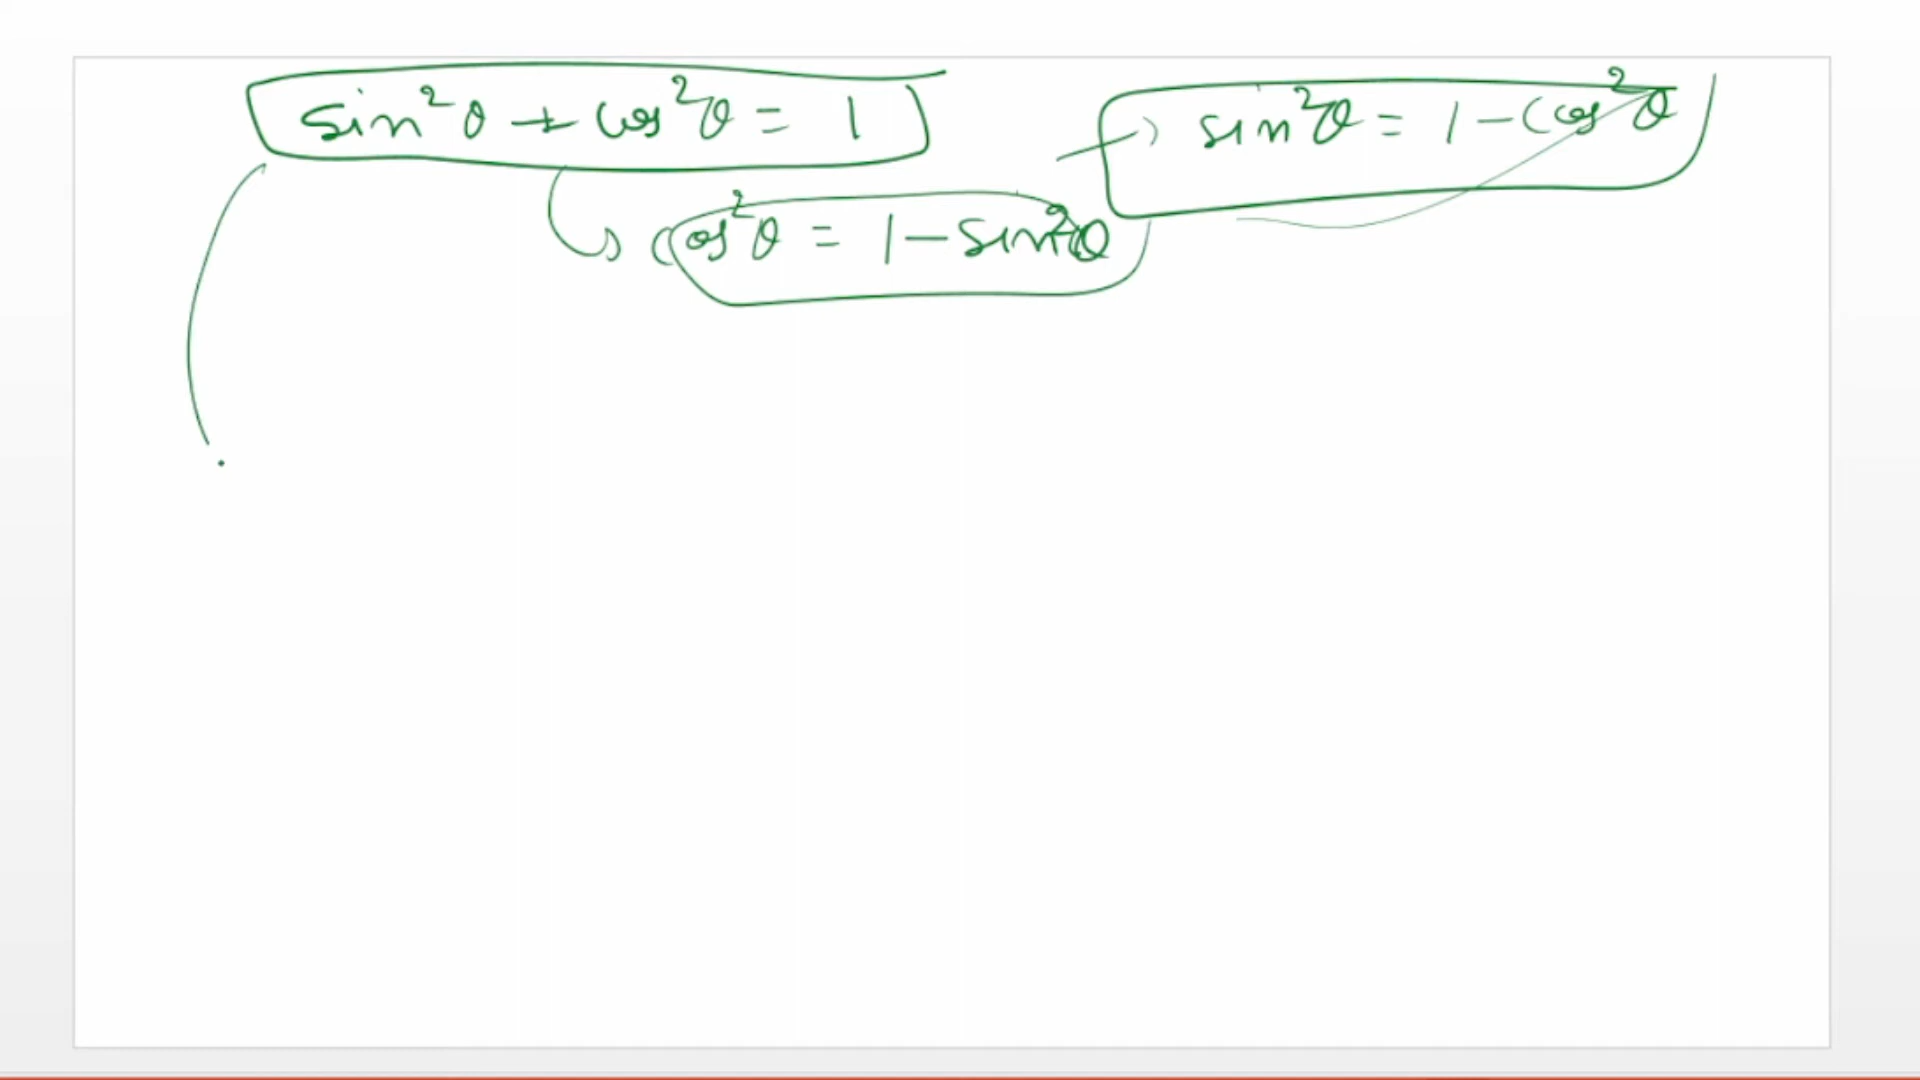 sin²θ + cos²θ = 1
sin²θ = 1 - cos²θ
cos²θ = 1 - sin²θ